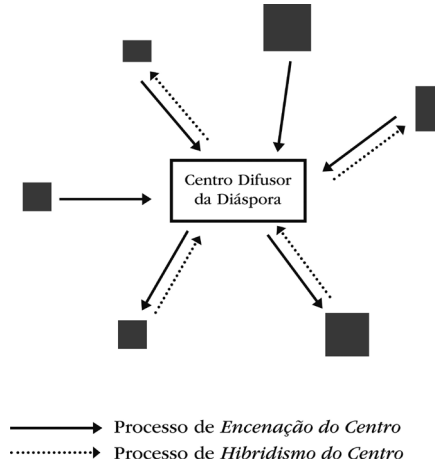 Centro Difusor
da Diáspora
Processo de Encenação do Centro
Processo de Hibridismo do Centro